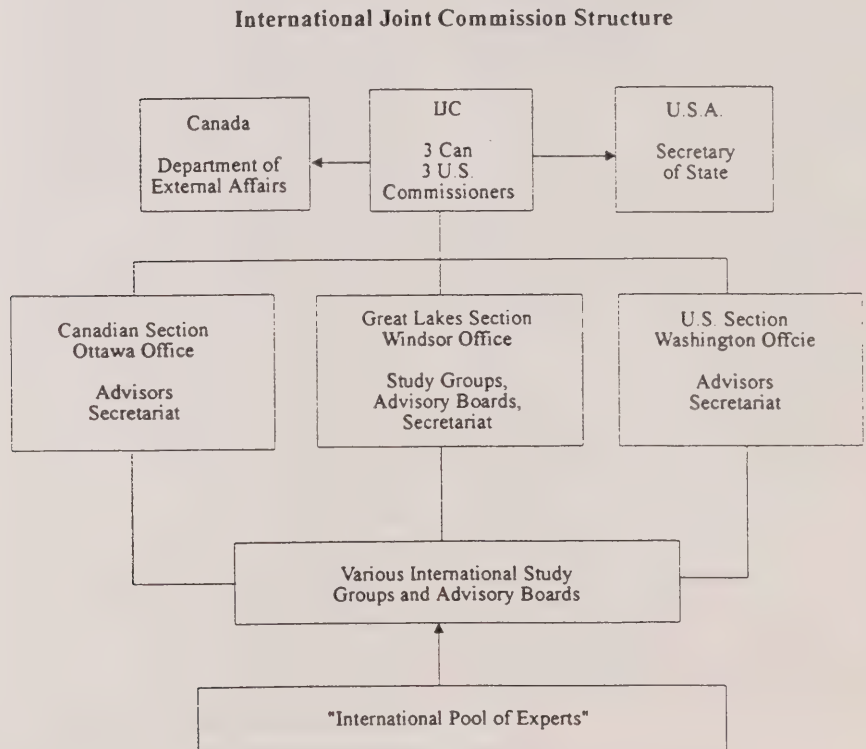 International Joint Commission Structure
Canada
Department of
External Affairs
IJC
3 Can
3 U.S.
Commissioners
U.S.A.
Secretary
of State
Canadian Section
Ottawa Office
Advisors
Secretariat
Great Lakes Section
Windsor Office
Study Groups,
Advisory Boards,
Secretariat
U.S. Section
Washington Offcie
Advisors
Secretariat
Various International Study
Groups and Advisory Boards
"International Pool of Experts"